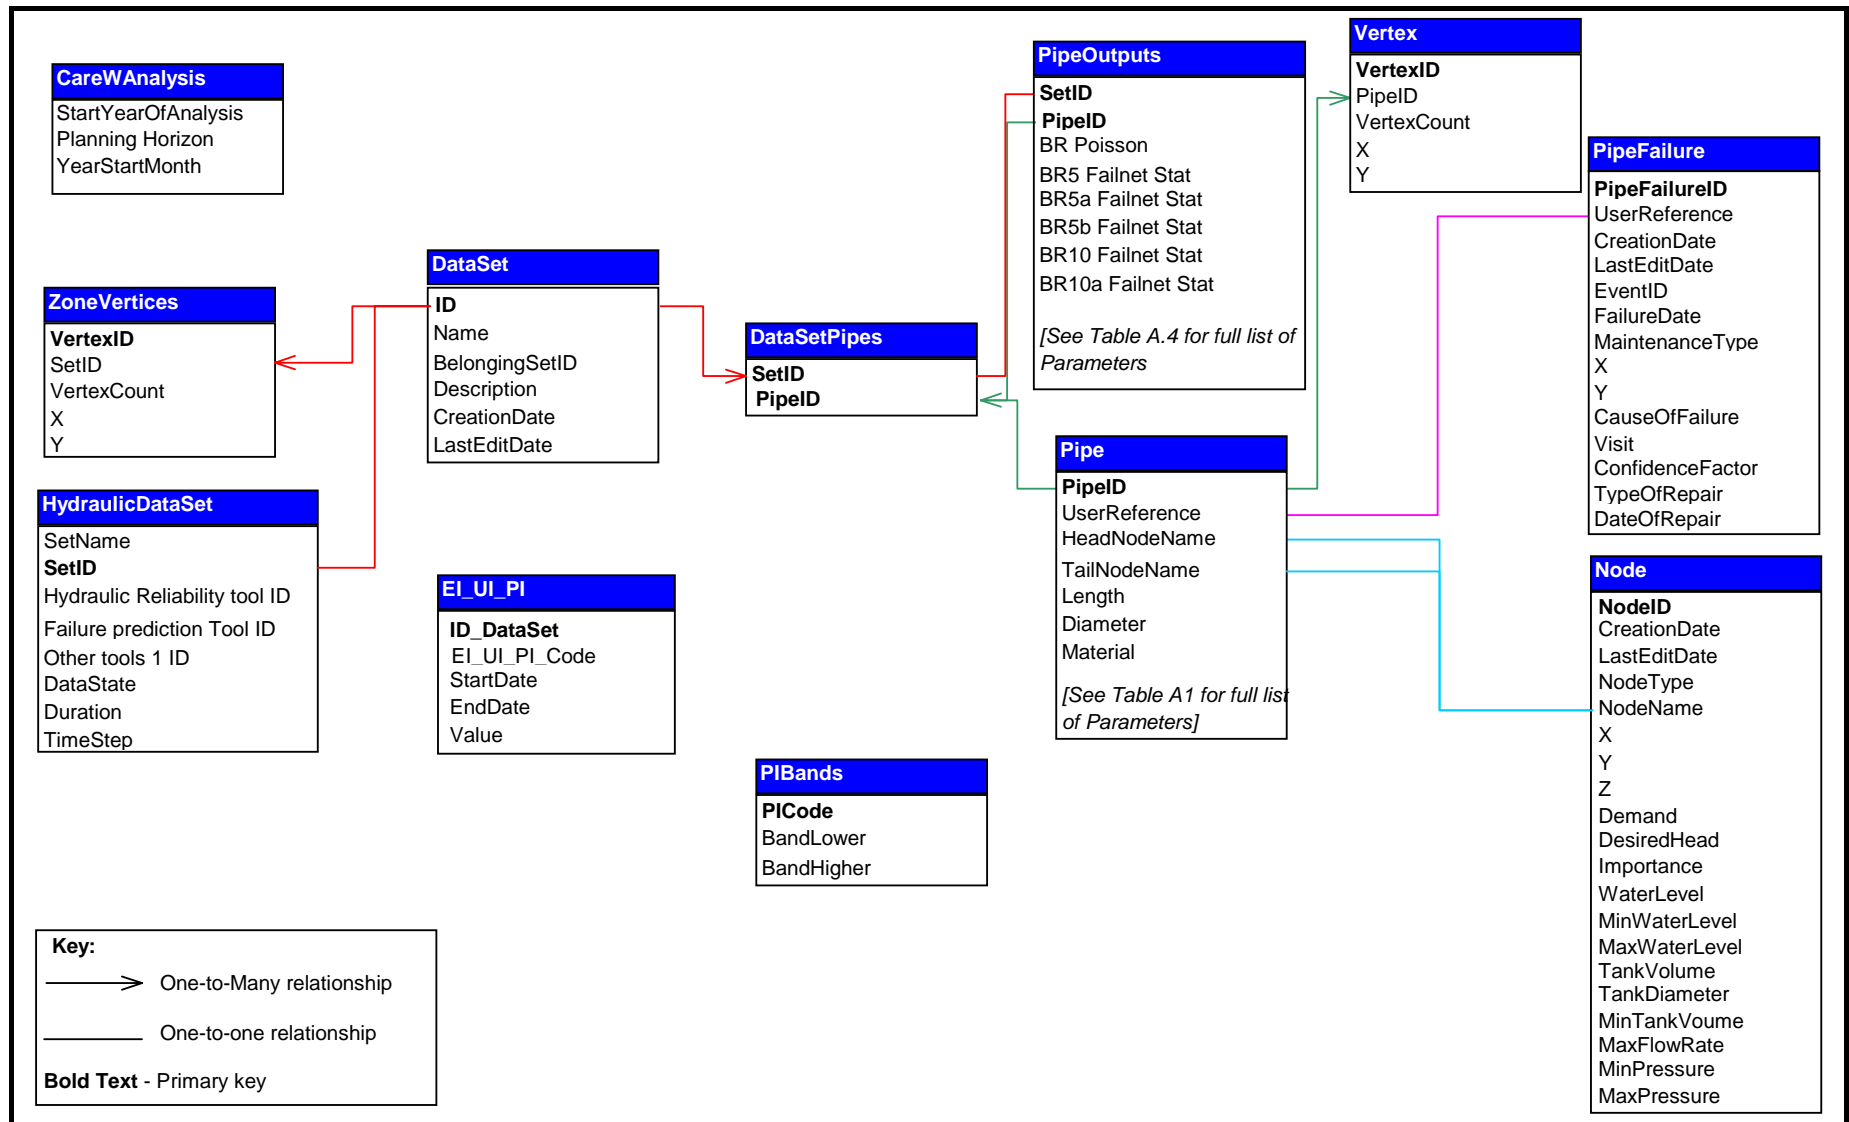 CareWAnalysis
StartYearOfAnalysis
Planning Horizon
YearStartMonth
ZoneVertices
VertexID
SetID
VertexCount
X
Y
HydraulicDataSet
SetName
SetID
Hydraulic Reliability tool ID
Failure prediction Tool ID
Other tools 1 ID
DataState
Duration
TimeStep
DataSet
ID
Name
BelongingSetID
Description
CreationDate
LastEditDate
EI_UI_PI
ID_DataSet
EI_UI_PI_Code
StartDate
EndDate
Value
DataSetPipes
SetID
PipeID
PIBands
PICode
BandLower
BandHigher
PipeOutputs
SetID
PipeID
BR Poisson
BR5 Failnet Stat
BR5a Failnet Stat
BR5b Failnet Stat
BR10 Failnet Stat
BR10a Failnet Stat
[See Table A.4 for full list of
Parameters
Pipe
PipeID
UserReference
HeadNodeName
TailNodeName
Length
Diameter
Material
[See Table A1 for full list
of Parameters]
Vertex
VertexID
PipeID
VertexCount
X
Y
PipeFailure
PipeFailureID
UserReference
CreationDate
LastEditDate
EventID
FailureDate
MaintenanceType
X
Y
CauseOfFailure
Visit
ConfidenceFactor
TypeOfRepair
DateOfRepair
Node
NodeID
CreationDate
LastEditDate
NodeType
NodeName
X
Y
Z
Demand
DesiredHead
Importance
WaterLevel
MinWaterLevel
MaxWaterLevel
TankVolume
TankDiameter
MinTankVoume
MaxFlowRate
MinPressure
MaxPressure
Key:
One-to-Many relationship
One-to-one relationship
Bold Text - Primary key